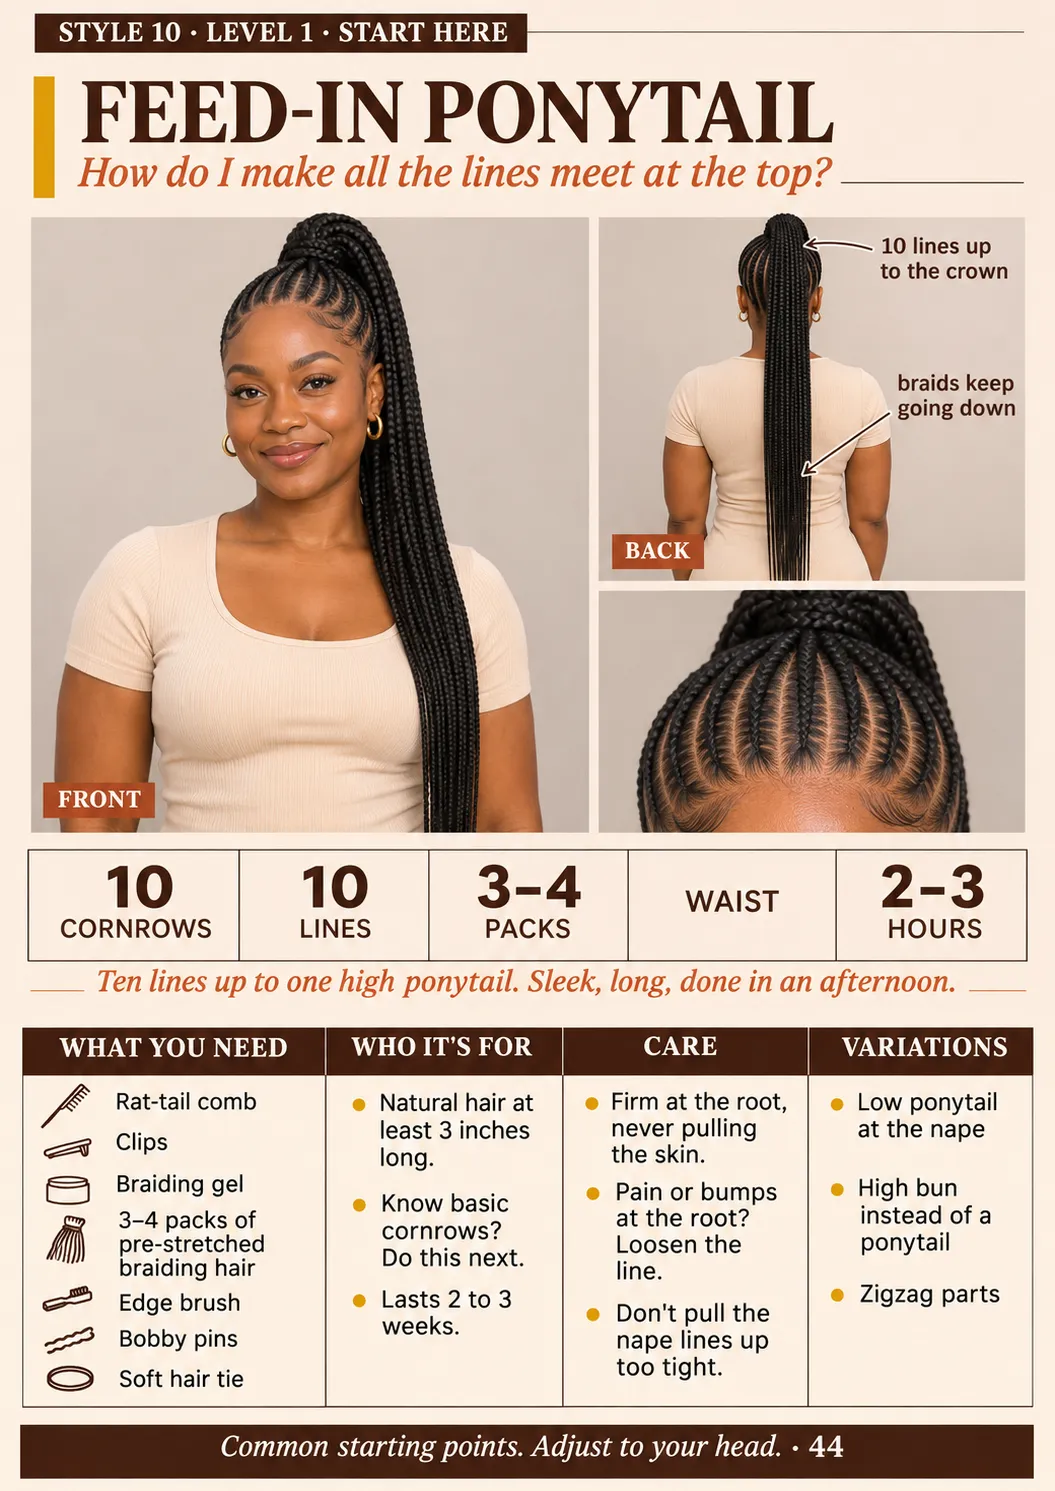 STYLE 10 · LEVEL 1 · START HERE
FEED-IN PONYTAIL
How do I make all the lines meet at the top?
10 lines up
to the crown
braids keep
going down
BACK
FRONT
10
CORNROWS
10
LINES
3–4
PACKS
WAIST
2–3
HOURS
Ten lines up to one high ponytail. Sleek, long, done in an afternoon.
WHAT YOU NEED
Rat-tail comb
Clips
Braiding gel
3–4 packs of
pre-stretched
braiding hair
Edge brush
Bobby pins
Soft hair tie
WHO IT'S FOR
Natural hair at
least 3 inches
long.
Know basic
cornrows?
Do this next.
Lasts 2 to 3
weeks.
CARE
Firm at the root,
never pulling
the skin.
Pain or bumps
at the root?
Loosen the
line.
Don't pull the
nape lines up
too tight.
VARIATIONS
Low ponytail
at the nape
High bun
instead of a
ponytail
Zigzag parts
Common starting points. Adjust to your head. · 44